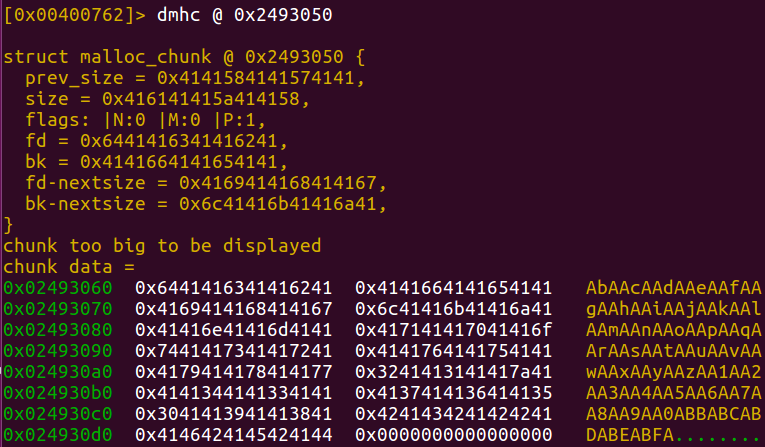 [0x00400762]> dmhc @ 0x2493050
struct malloc_chunk @ 0x2493050 {
prev_size = 0x4141584141574141,
size = 0x416141415a414158,
flags: |N:0 |M:0 |P:1,
fd = 0x6441416341416241,
bk = 0x4141664141654141,
fd-nextsize = 0x4169414168414167,
bk-nextsize = 0x6c41416b41416a41,
}
chunk too big to be displayed
chunk data =
0x02493060 0x6441416341416241 0x4141664141654141 AbAAcAAdAAeAAfAA
0x02493070 0x4169414168414167 0x6c41416b41416a41 gAAhAAiAAjAAkAAl
0x02493080 0x41416e41416d4141 0x417141417041416f AAmAAnAAoAApAAqA
0x02493090 0x7441417341417241 0x4141764141754141 ArAAsAAtAAuAAvAA
0x024930a0 0x4179414178414177 0x3241413141417a41 wAAxAAyAAzAA1AA2
0x024930b0 0x4141344141334141 0x4137414136414135 AA3AA4AA5AA6AA7A
0x024930c0 0x3041413941413841 0x4241434241424241 A8AA9AA0ABBABCAB
0x024930d0 0x4146424145424144 0x0000000000000000 DABEABFA........